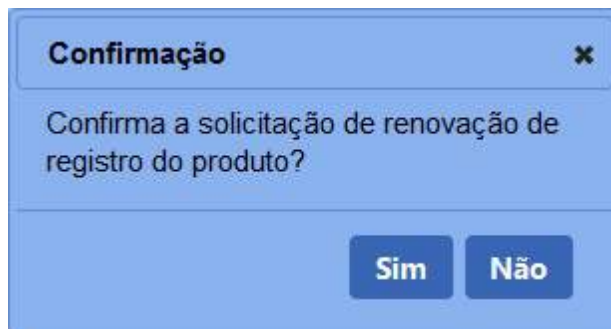 Confirmação
Confirma a solicitação de renovação de
registro do produto?
Sim Não